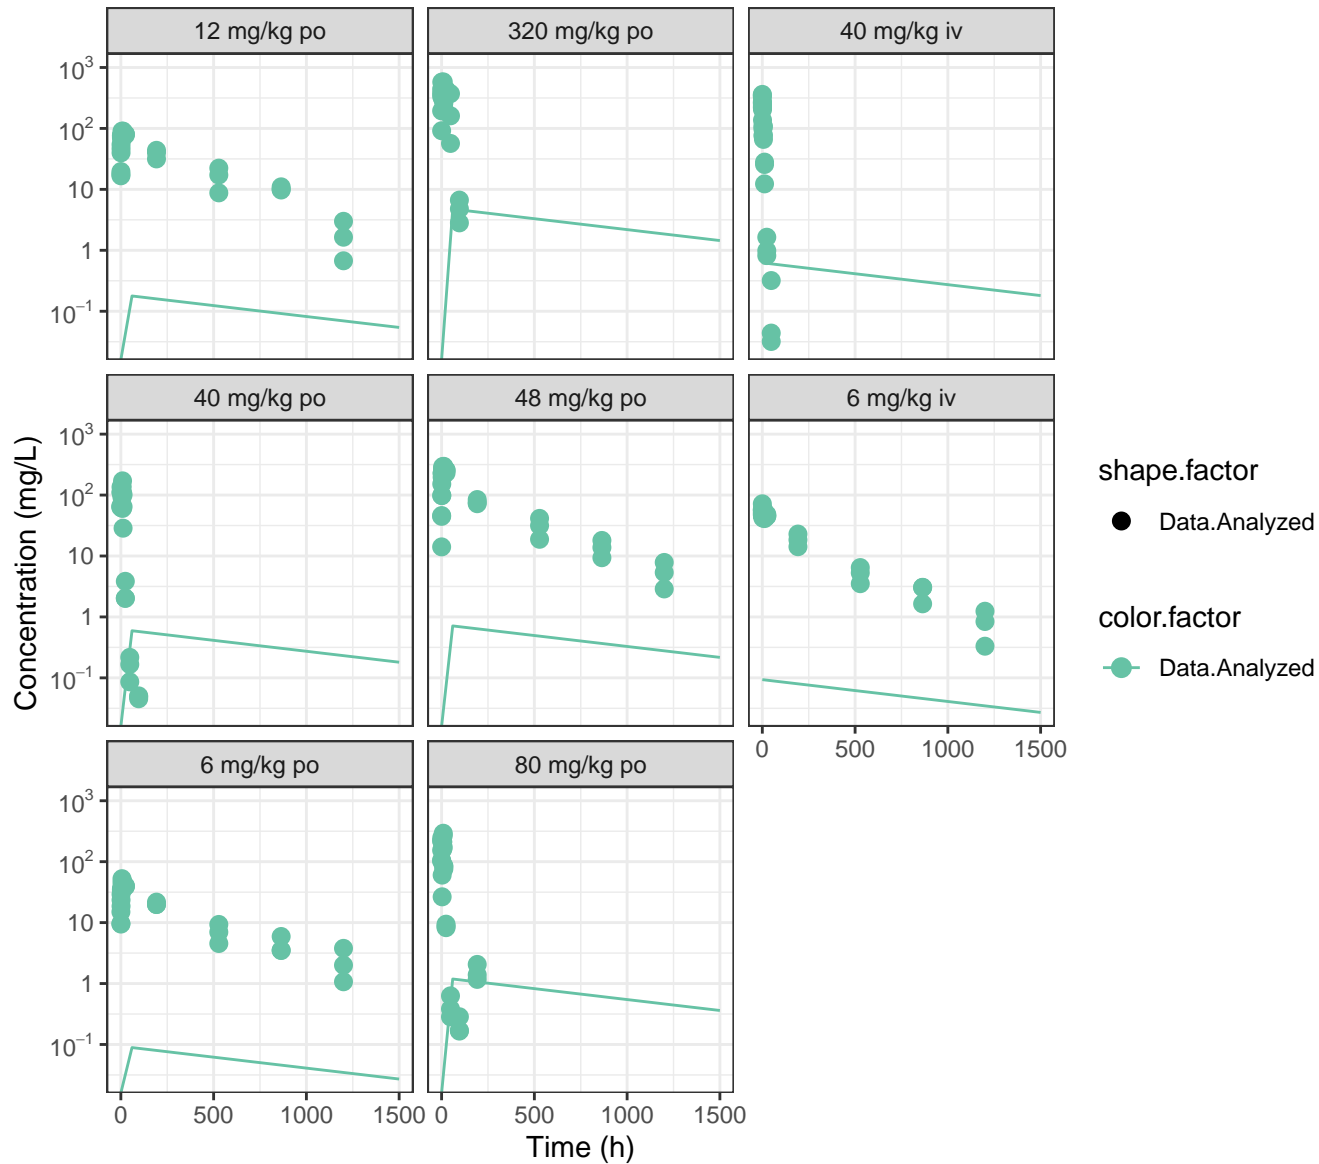 12 mg/kg po
320 mg/kg po
40 mg/kg iv
10³
10²
10
1
10⁻¹
40 mg/kg po
48 mg/kg po
6 mg/kg iv
10³
10²
10
1
10⁻¹
0 500 1000 1500
6 mg/kg po
80 mg/kg po
10³
10²
10
1
10⁻¹
0 500 1000 1500
0 500 1000 1500
Time (h)
Concentration (mg/L)
shape.factor
Data.Analyzed
color.factor
Data.Analyzed